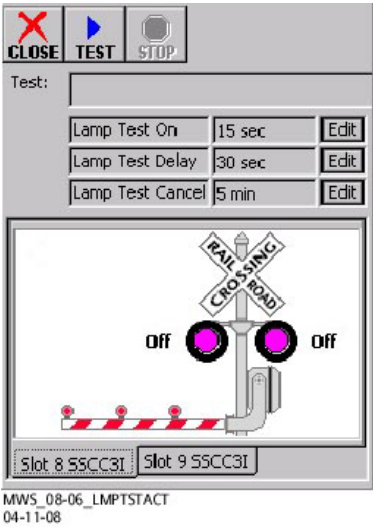 CLOSE TEST STOP
Test:
Lamp Test On 15 sec Edit
Lamp Test Delay 30 sec Edit
Lamp Test Cancel 5 min Edit
RAIL ROAD
CROSSING
Off Off
Slot 8 SSCC3I Slot 9 SSCC3I
MWS_08-06_LMPTSTACT
04-11-08